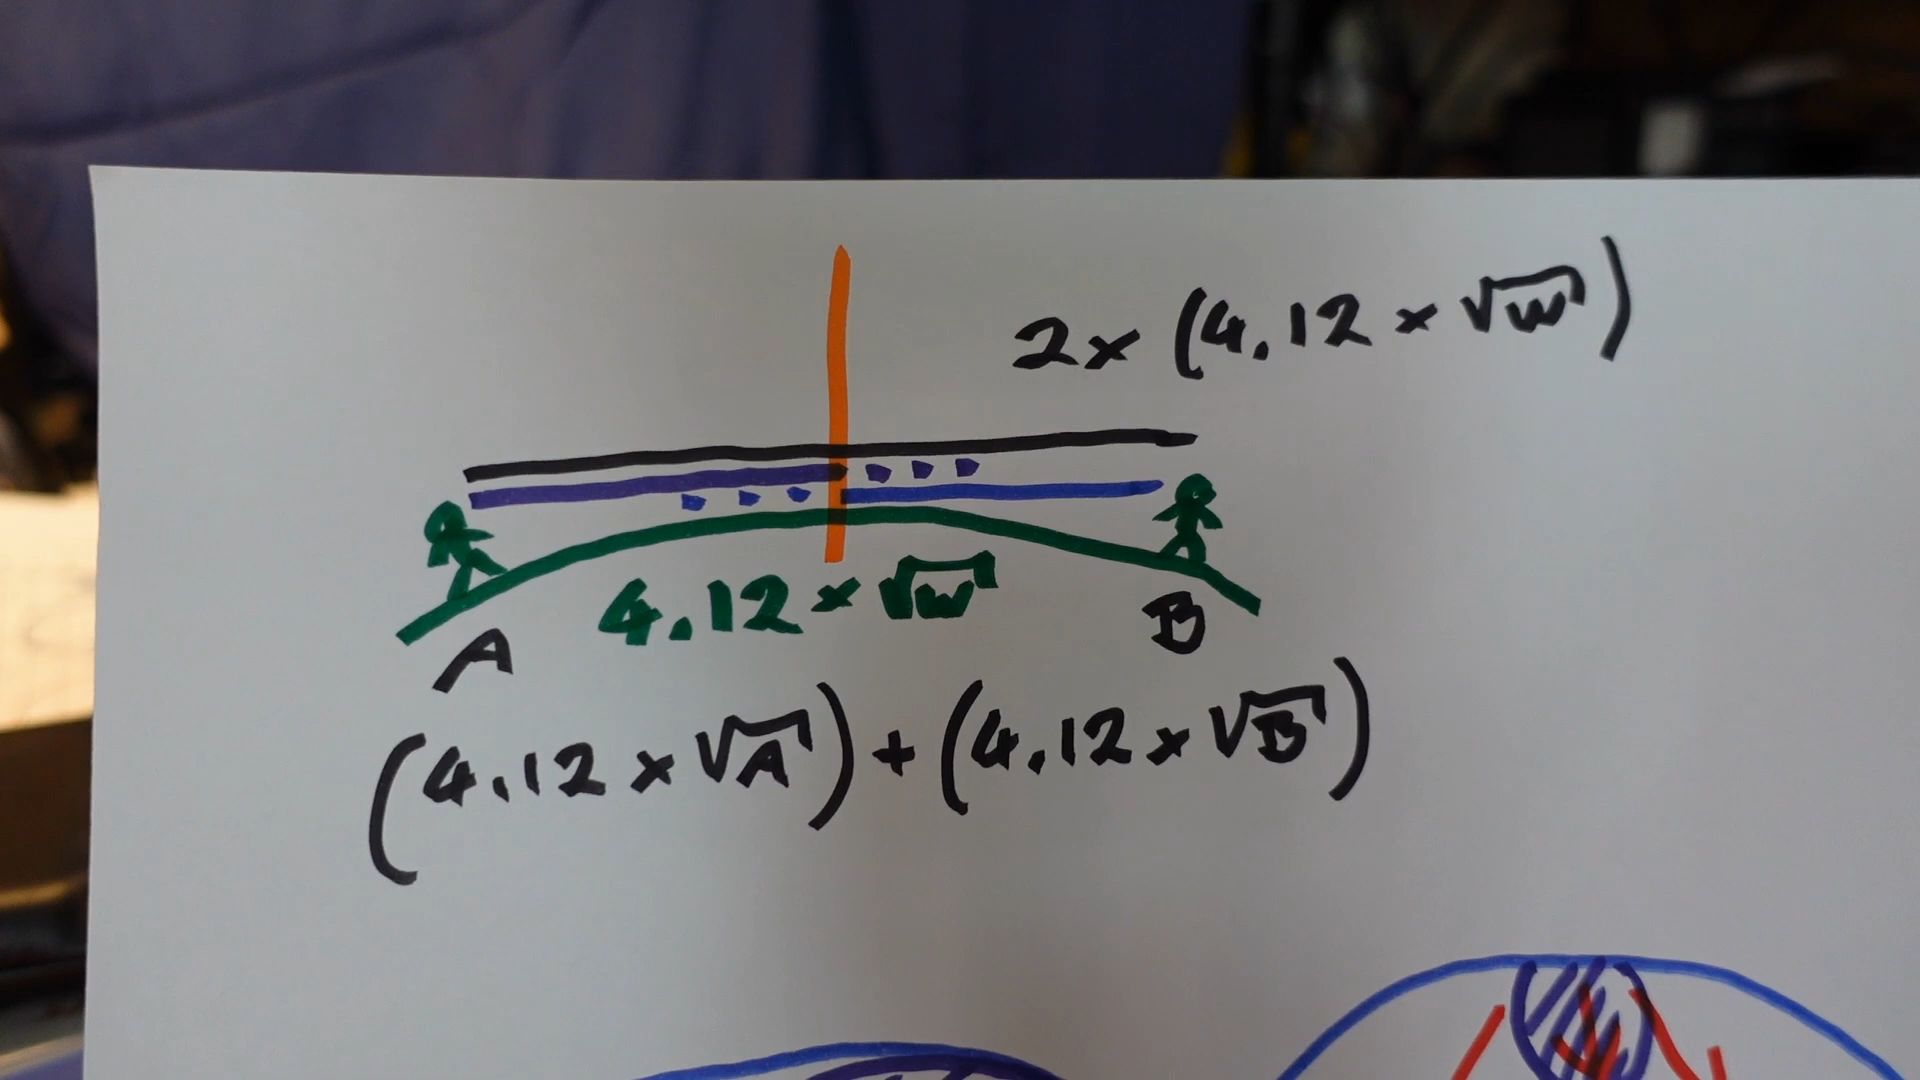 2x (4.12 x √w)
4.12 x √w
A
B
(4.12 x √A) + (4.12 x √B)